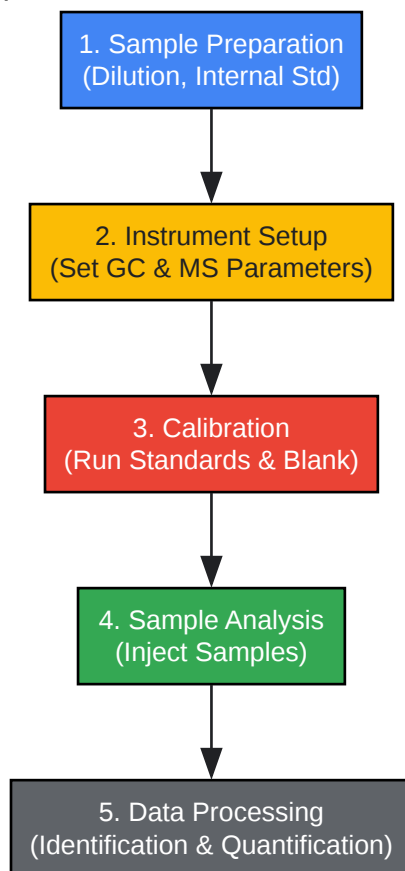 1. Sample Preparation
(Dilution, Internal Std)
2. Instrument Setup
(Set GC & MS Parameters)
3. Calibration
(Run Standards & Blank)
4. Sample Analysis
(Inject Samples)
5. Data Processing
(Identification & Quantification)